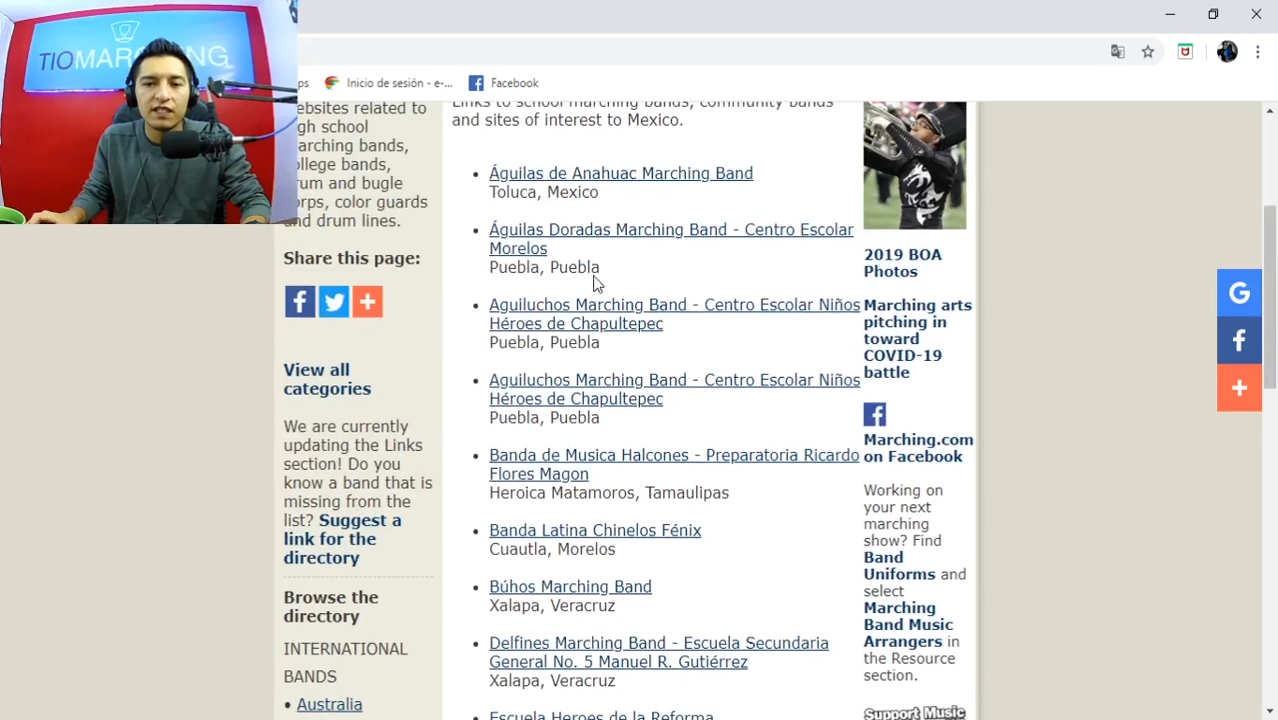 TIOMARCHING
ps
Inicio de sesión - e-...
Facebook
ebsites related to
igh school
arching bands,
ollege bands,
rum and bugle
orps, color guards
nd drum lines.
Share this page:
View all
categories
We are currently
updating the Links
section! Do you
know a band that is
missing from the
list? Suggest a
link for the
directory
Browse the
directory
INTERNATIONAL
BANDS
• Australia
Links to school marching bands, community bands
and sites of interest to Mexico.
• Águilas de Anahuac Marching Band
Toluca, Mexico
• Águilas Doradas Marching Band - Centro Escolar
Morelos
Puebla, Puebla
• Aguiluchos Marching Band - Centro Escolar Niños
Héroes de Chapultepec
Puebla, Puebla
• Aguiluchos Marching Band - Centro Escolar Niños
Héroes de Chapultepec
Puebla, Puebla
• Banda de Musica Halcones - Preparatoria Ricardo
Flores Magon
Heroica Matamoros, Tamaulipas
• Banda Latina Chinelos Fénix
Cuautla, Morelos
• Búhos Marching Band
Xalapa, Veracruz
• Delfines Marching Band - Escuela Secundaria
General No. 5 Manuel R. Gutiérrez
Xalapa, Veracruz
Escuela Heroes de la Reforma
2019 BOA
Photos
Marching arts
pitching in
toward
COVID-19
battle
Marching.com
on Facebook
Working on
your next
marching
show? Find
Band
Uniforms and
select
Marching
Band Music
Arrangers in
the Resource
section.
Support Music